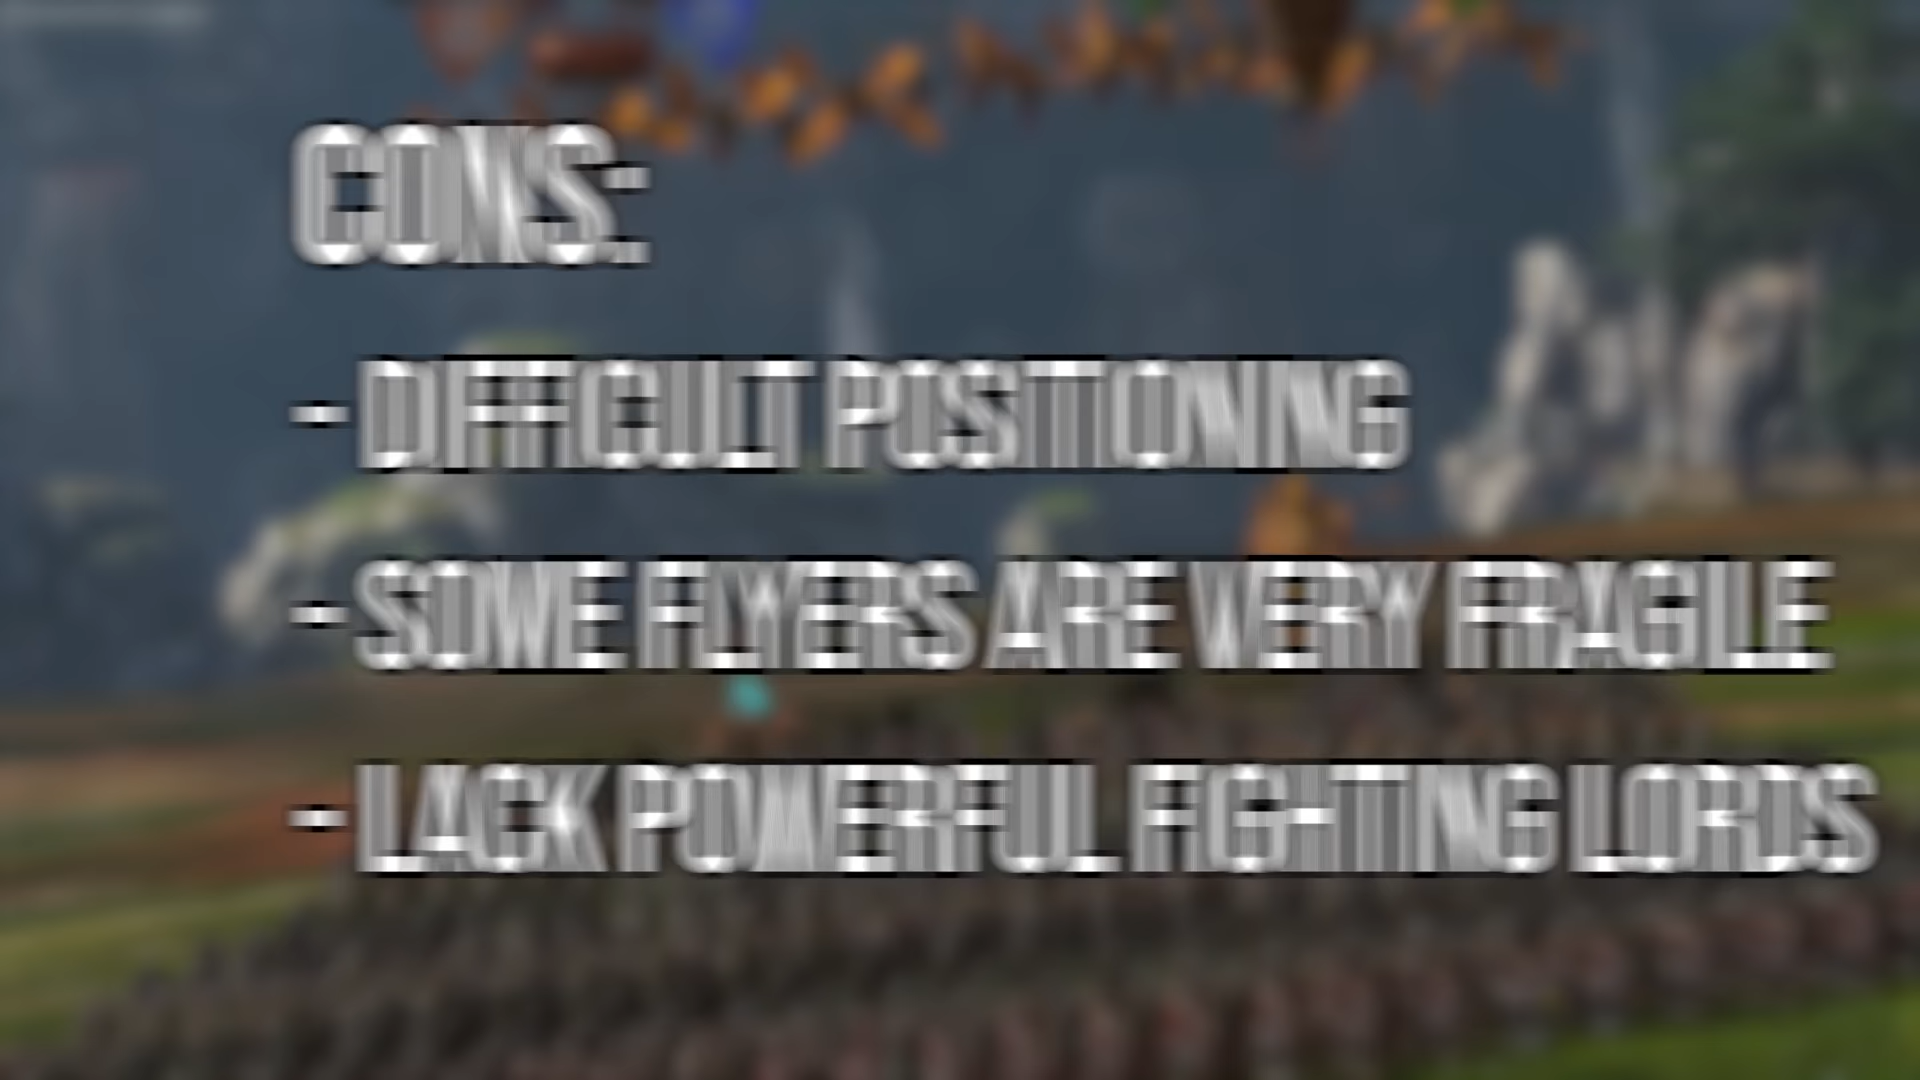 CONS:
- DIFFICULT POSITIONING
- SOME FLYERS ARE VERY FRAGILE
- LACK POWERFUL FIGHTING LORDS